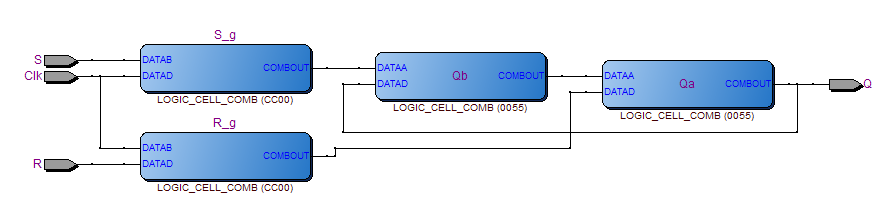 S_g
S
Clk
DATAB
DATAD
COMBOUT
LOGIC_CELL_COMB (CC00)
Qb
DATAA
DATAD
COMBOUT
LOGIC_CELL_COMB (0055)
Qa
DATAA
DATAD
COMBOUT
LOGIC_CELL_COMB (0055)
Q
R_g
R
DATAB
DATAD
COMBOUT
LOGIC_CELL_COMB (CC00)